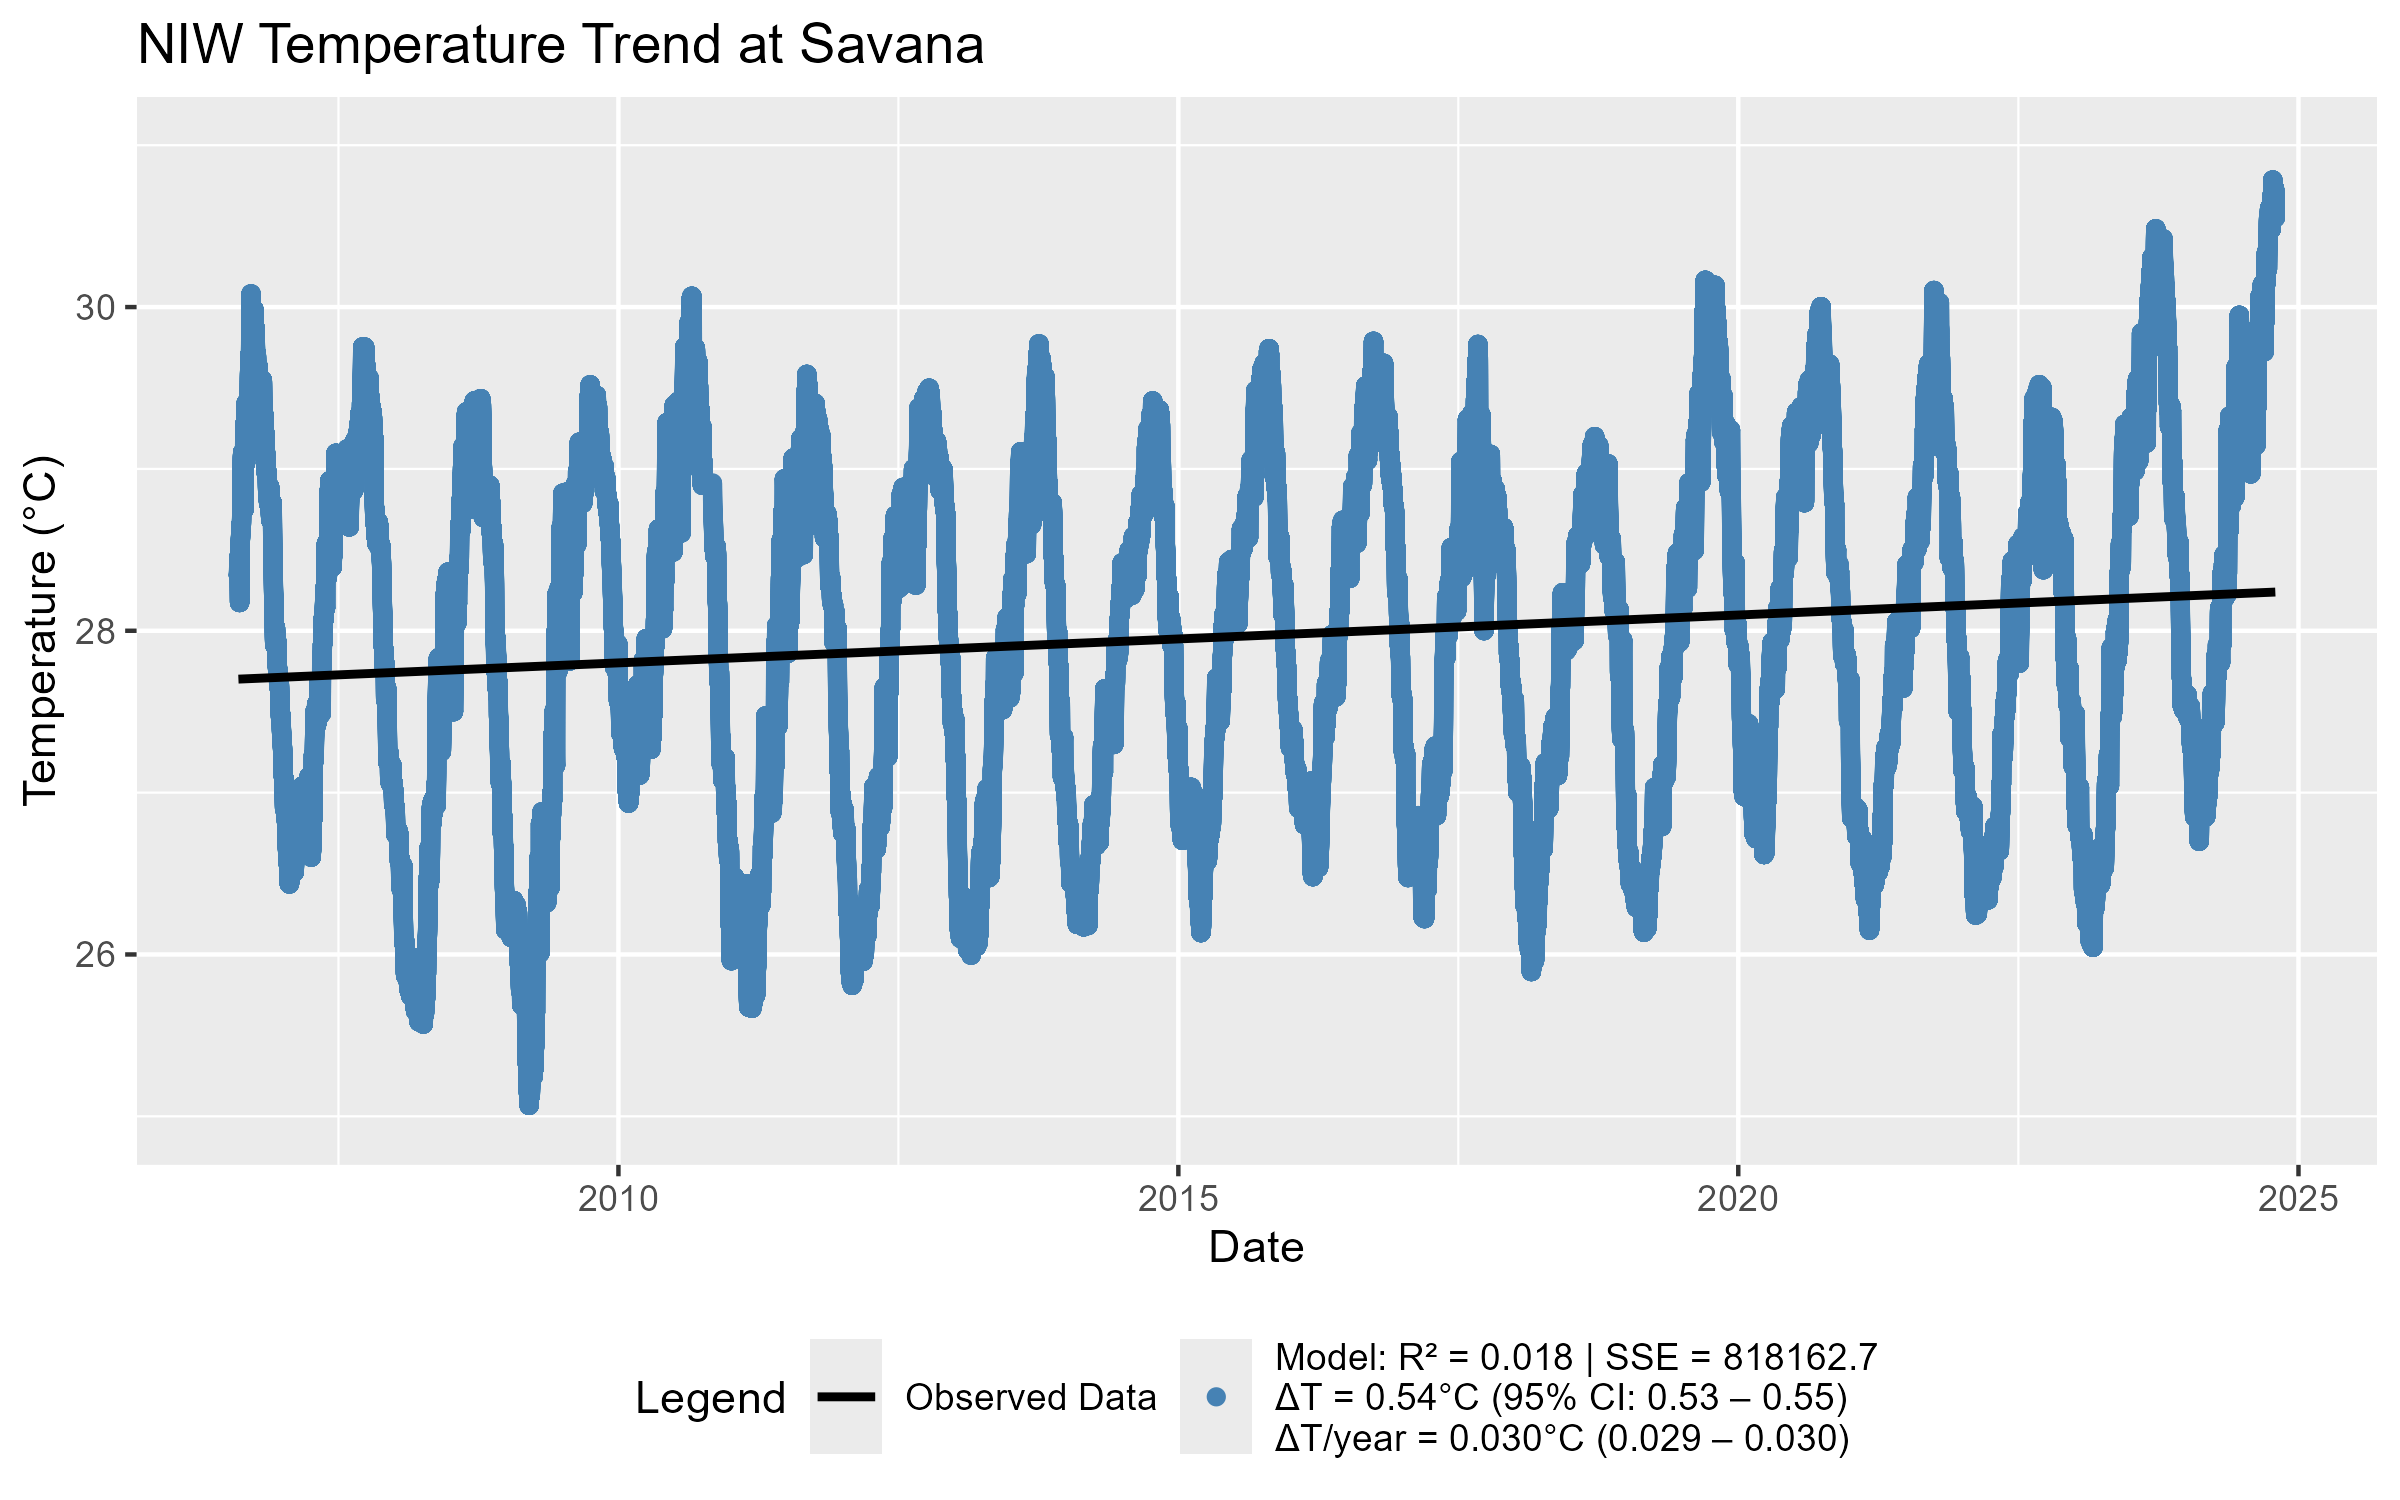 NIW Temperature Trend at Savana
Temperature (°C)
30
28
26
2010
2015
2020
2025
Date
Legend
Observed Data
Model: R² = 0.018 | SSE = 818162.7
ΔT = 0.54°C (95% CI: 0.53 – 0.55)
ΔT/year = 0.030°C (0.029 – 0.030)